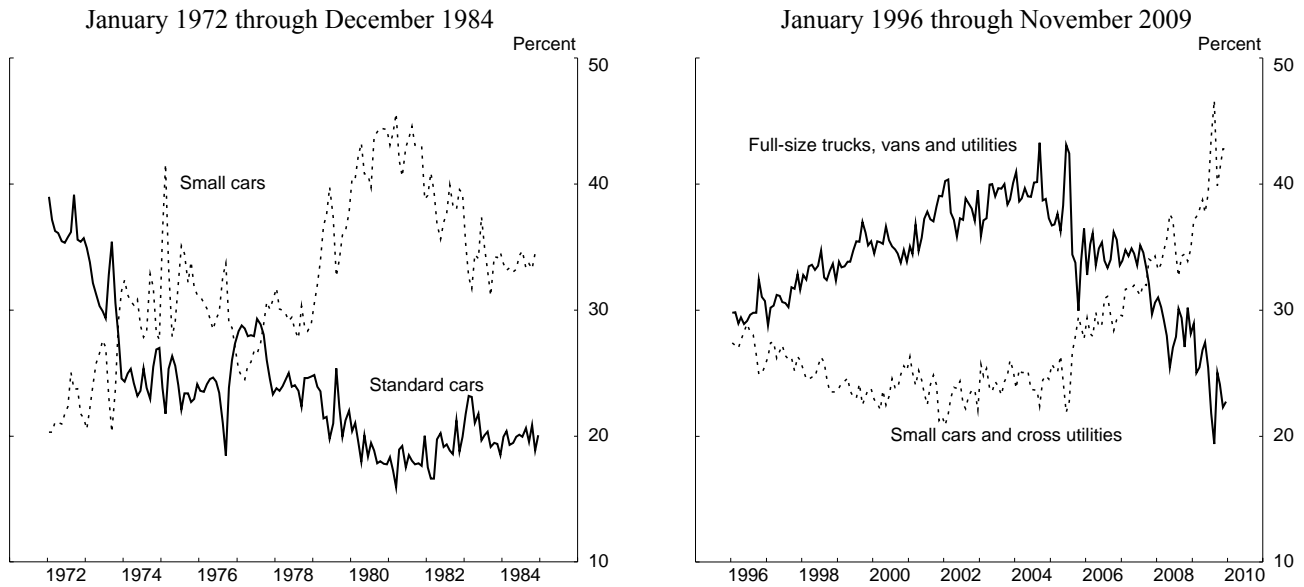 January 1972 through December 1984
Percent
50
40
30
20
10
Small cars
Standard cars
1972 1974 1976 1978 1980 1982 1984
January 1996 through November 2009
Percent
50
40
30
20
10
Full-size trucks, vans and utilities
Small cars and cross utilities
1996 1998 2000 2002 2004 2006 2008 2010